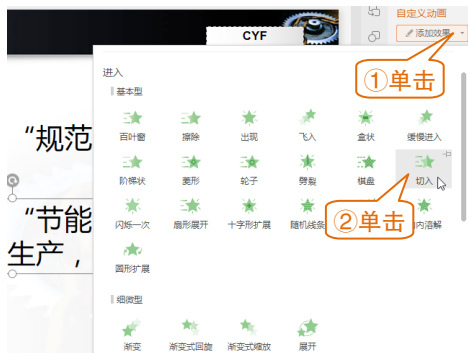 CYF
自定义动画
添加效果
①单击
进入
基本型
百叶窗 擦除 出现 飞入 盒状 缓慢进入
阶梯状 菱形 轮子 劈裂 棋盘 切入
闪烁一次 扇形展开 十字形扩展 随机线条 向内溶解
②单击
圆形扩展
细微型
渐变 渐变式回旋 渐变式缩放 展开
“规范
“节能
生产，